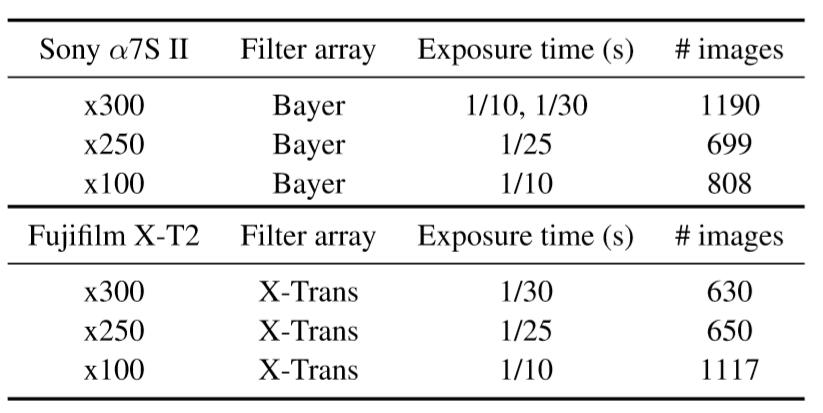 Sony α7S II Filter array Exposure time (s) # images
x300 Bayer 1/10, 1/30 1190
x250 Bayer 1/25 699
x100 Bayer 1/10 808
Fujifilm X-T2 Filter array Exposure time (s) # images
x300 X-Trans 1/30 630
x250 X-Trans 1/25 650
x100 X-Trans 1/10 1117